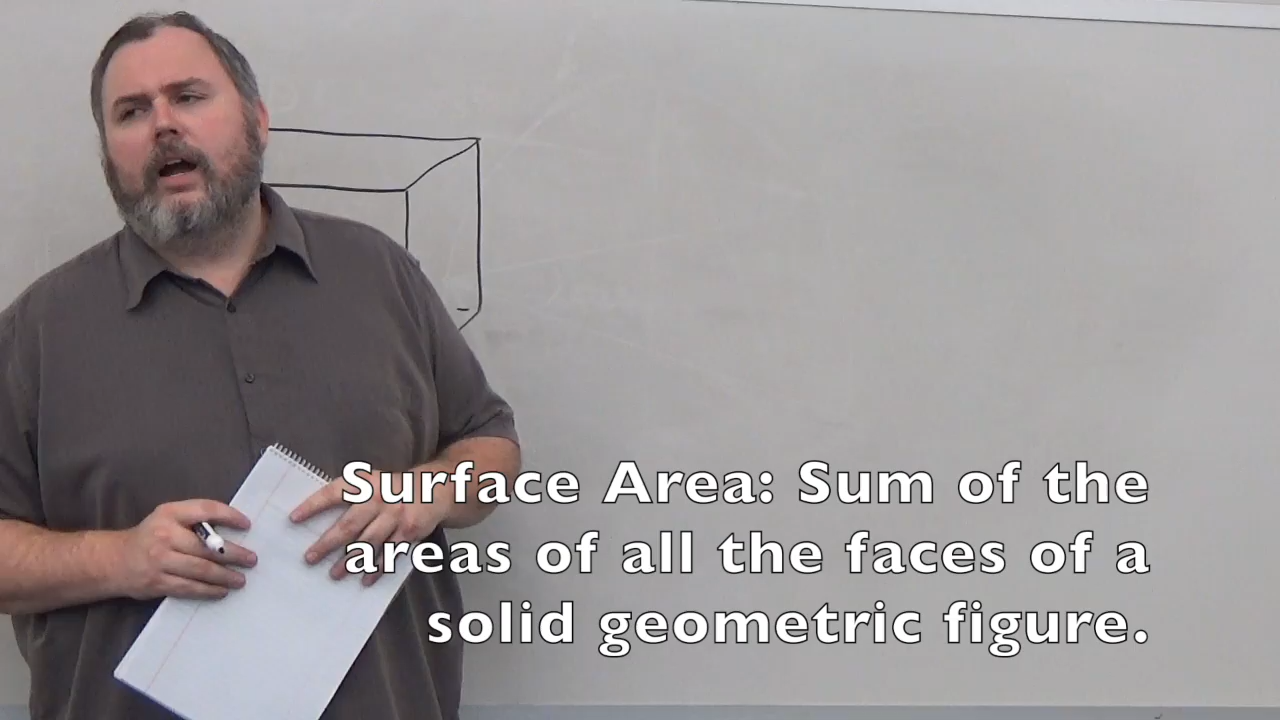 Surface Area: Sum of the
areas of all the faces of a
solid geometric figure.